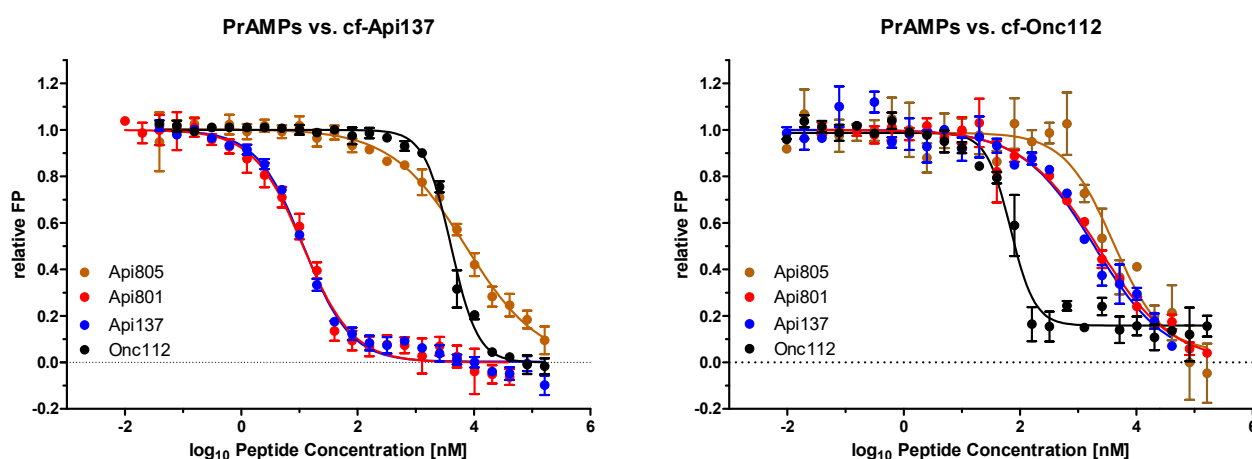 PrAMPs vs. cf-Api137
relative FP
1.2
1.0
0.8
0.6
0.4
0.2
0.0
-0.2
Api805
Api801
Api137
Onc112
-2 0 2 4 6
log10 Peptide Concentration [nM]
PrAMPs vs. cf-Onc112
relative FP
1.2
1.0
0.8
0.6
0.4
0.2
0.0
-0.2
Api805
Api801
Api137
Onc112
-2 0 2 4 6
log10 Peptide Concentration [nM]